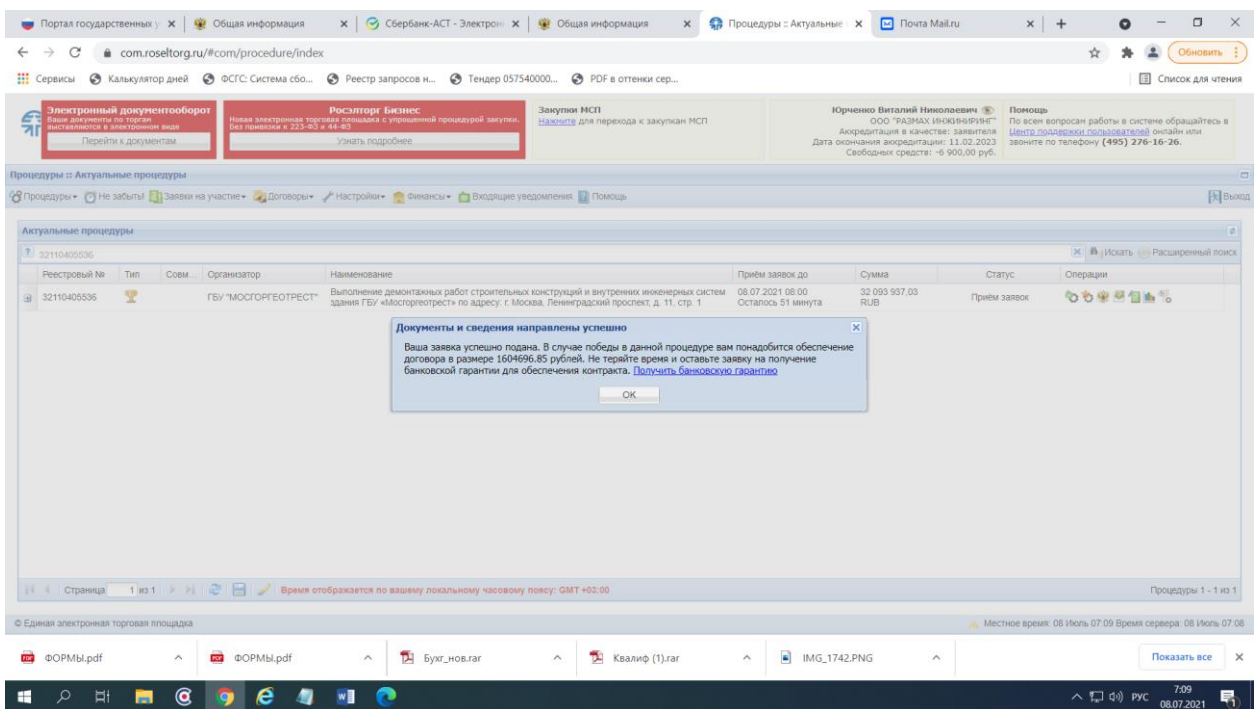 Портал государственных у
Общая информация
Сбербанк-АСТ - Электрон
Общая информация
Процедуры :: Актуальные
Почта Mail.ru
com.roseltorg.ru/#com/procedure/index
Обновить
Сервисы
Калькулятор дней
ФСГС: Система сбо...
Реестр запросов н...
Тендер 057540000...
PDF в оттенки сер...
Список для чтения
Электронный документооборот
Ваши документы по торгам
выставляются в электронном виде
Перейти к документам
Росэлторг Бизнес
Новая электронная торговая площадка с упрощенной процедурой закупки.
Без привязки к 223-ФЗ и 44-ФЗ
Узнать подробнее
Закупки МСП
Нажмите для перехода к закупкам МСП
Юрченко Виталий Николаевич
ООО "РАЗМАХ ИНЖИНИРИНГ"
Аккредитация в качестве: заявителя
Дата окончания аккредитации: 11.02.2023
Свободных средств: -6 900,00 руб.
Помощь
По всем вопросам работы в системе обращайтесь в
Центр поддержки пользователей онлайн или
звоните по телефону (495) 276-16-26.
Процедуры :: Актуальные процедуры
Процедуры Не забыть! Заявки на участие Договоры Настройки Финансы Входящие уведомления Помощь Выход
Актуальные процедуры
32110405536 Искать Расширенный поиск
Реестровый № Тип Совм... Организатор Наименование Приём заявок до Сумма Статус Операции
32110405536
ГБУ "МОСГОРГЕОТРЕСТ"
Выполнение демонтажных работ строительных конструкций и внутренних инженерных систем
здания ГБУ «Мосгоргеотрест» по адресу: г. Москва, Ленинградский проспект, д. 11, стр. 1
08.07.2021 08:00
Осталось 51 минута
32 093 937,03
RUB
Приём заявок
Документы и сведения направлены успешно
Ваша заявка успешно подана. В случае победы в данной процедуре вам понадобится обеспечение
договора в размере 1604696.85 рублей. Не теряйте время и оставьте заявку на получение
банковской гарантии для обеспечения контракта. Получить банковскую гарантию
OK
Страница 1 из 1 Время отображается по вашему локальному часовому поясу: GMT +03:00 Процедуры 1 - 1 из 1
© Единая электронная торговая площадка
Местное время: 08 Июль 07:09 Время сервера: 08 Июль 07:08
ФОРМЫ.pdf
ФОРМЫ.pdf
Бухг_нов.rar
Квалиф (1).rar
IMG_1742.PNG
Показать все
РУС
7:09
08.07.2021